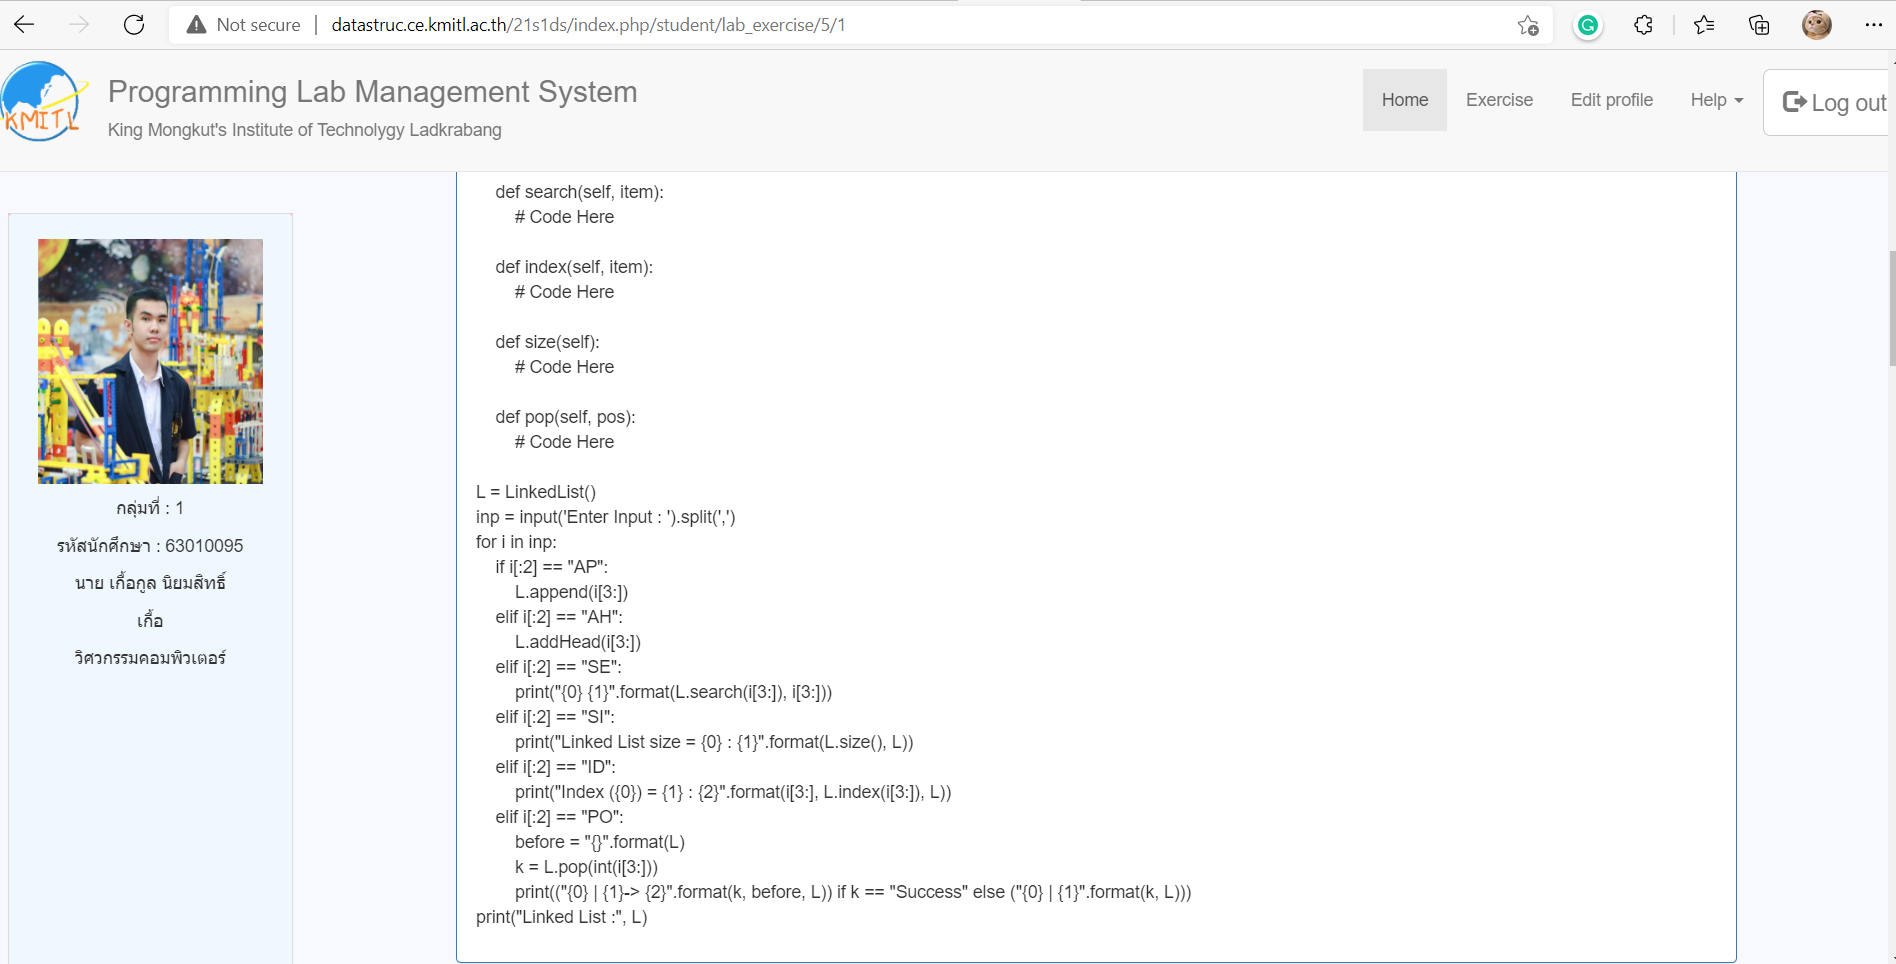 Not secure | datastruc.ce.kmitl.ac.th/21s1ds/index.php/student/lab_exercise/5/1
KMITL
Programming Lab Management System
King Mongkut's Institute of Technolygy Ladkrabang
Home
Exercise
Edit profile
Help
Log out
กลุ่มที่ : 1
รหัสนักศึกษา : 63010095
นาย เกื้อกูล นิยมสิทธิ์
เกื้อ
วิศวกรรมคอมพิวเตอร์
def search(self, item):
# Code Here
def index(self, item):
# Code Here
def size(self):
# Code Here
def pop(self, pos):
# Code Here
L = LinkedList()
inp = input('Enter Input : ').split(',')
for i in inp:
if i[:2] == "AP":
L.append(i[3:])
elif i[:2] == "AH":
L.addHead(i[3:])
elif i[:2] == "SE":
print("{0} {1}".format(L.search(i[3:]), i[3:]))
elif i[:2] == "SI":
print("Linked List size = {0} : {1}".format(L.size(), L))
elif i[:2] == "ID":
print("Index ({0}) = {1} : {2}".format(i[3:], L.index(i[3:]), L))
elif i[:2] == "PO":
before = "{}".format(L)
k = L.pop(int(i[3:]))
print(("{0} | {1}-> {2}".format(k, before, L)) if k == "Success" else ("{0} | {1}".format(k, L)))
print("Linked List :", L)